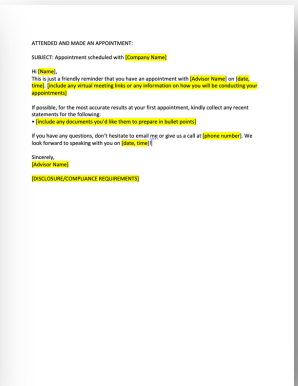 ATTENDED AND MADE AN APPOINTMENT:
SUBJECT: Appointment scheduled with [Company Name]
Hi [Name],
This is just a friendly reminder that you have an appointment with [Advisor Name] on [date,
time]. [include any virtual meeting links or any information on how you will be conducting your
appointments]
If possible, for the most accurate results at your first appointment, kindly collect any recent
statements for the following:
• [include any documents you'd like them to prepare in bullet points]
If you have any questions, don't hesitate to email me or give us a call at [phone number]. We
look forward to speaking with you on [date, time]!
Sincerely,
[Advisor Name]
[DISCLOSURE/COMPLIANCE REQUIREMENTS]